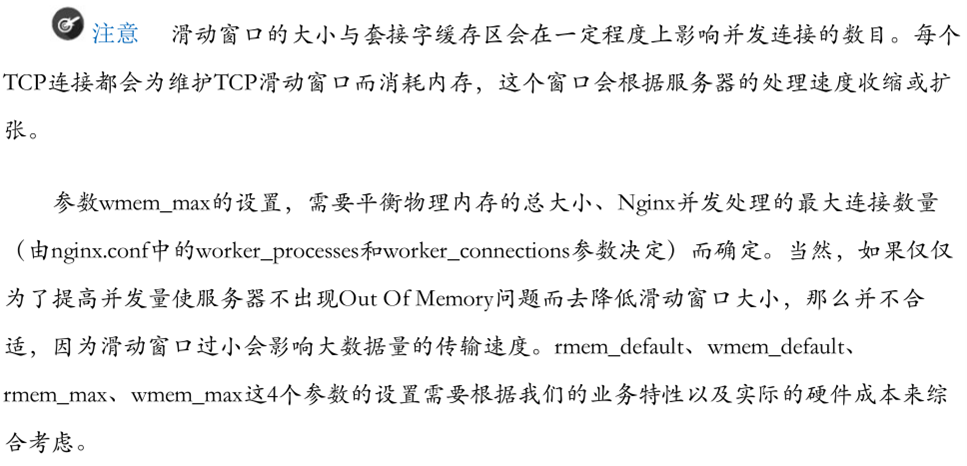 注意 滑动窗口的大小与套接字缓存区会在一定程度上影响并发连接的数目。每个
TCP连接都会为维护TCP滑动窗口而消耗内存，这个窗口会根据服务器的处理速度收缩或扩
张。
参数wmem_max的设置，需要平衡物理内存的总大小、Nginx并发处理的最大连接数量
（由nginx.conf中的worker_processes和worker_connections参数决定）而确定。当然，如果仅仅
为了提高并发量使服务器不出现Out Of Memory问题而去降低滑动窗口大小，那么并不合
适，因为滑动窗口过小会影响大数据量的传输速度。rmem_default、wmem_default、
rmem_max、wmem_max这4个参数的设置需要根据我们的业务特性以及实际的硬件成本来综
合考虑。